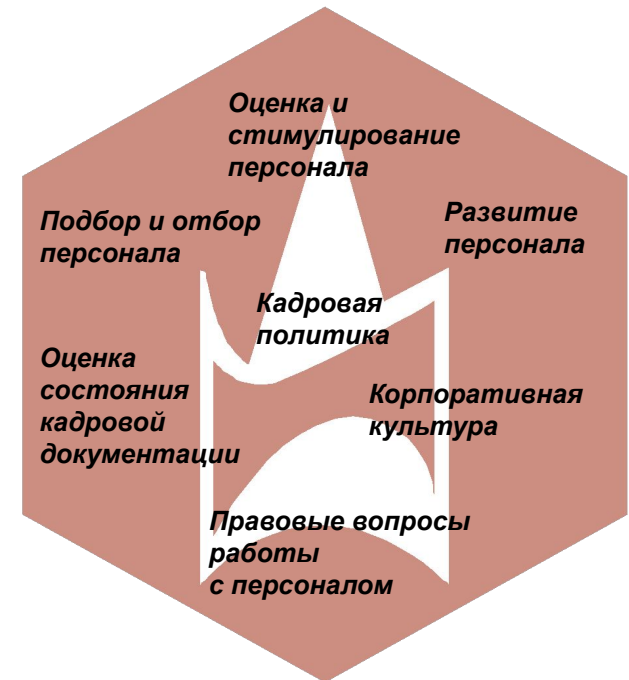 Оценка и
стимулирование
персонала
Подбор и отбор
персонала
Развитие
персонала
Кадровая
политика
Оценка
состояния
кадровой
документации
Корпоративная
культура
Правовые вопросы
работы
с персоналом